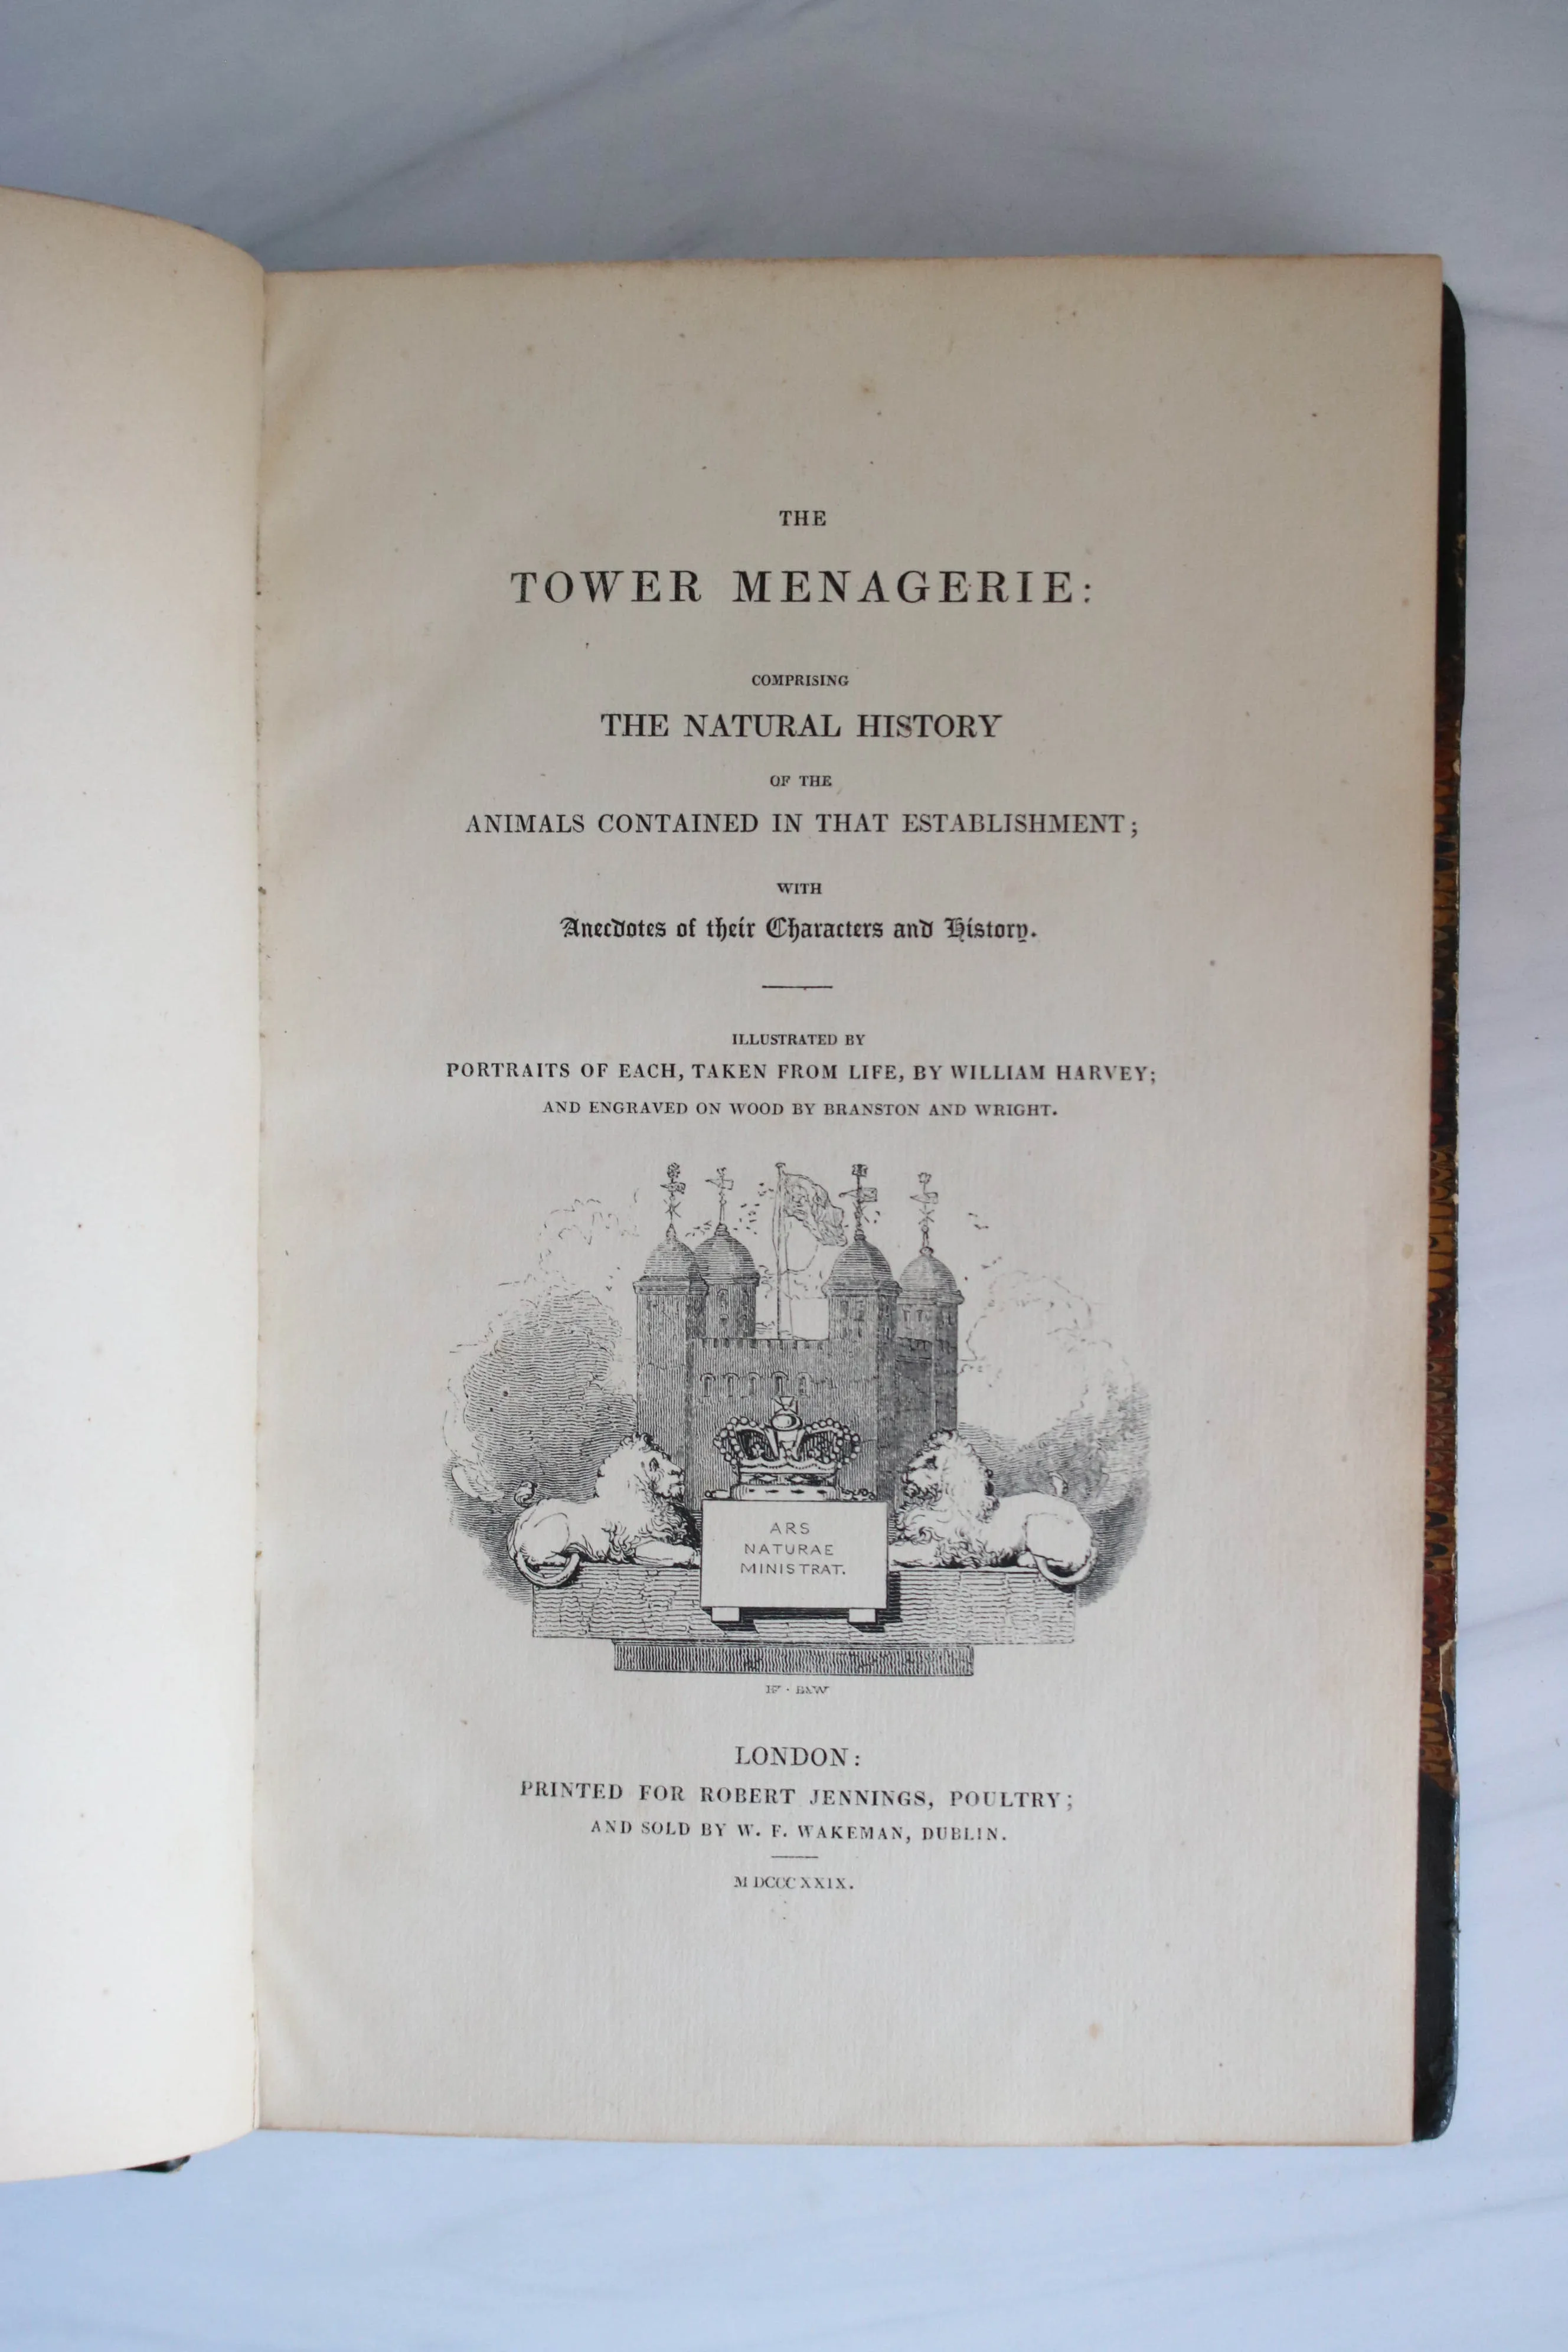 THE
TOWER MENAGERIE:
COMPRISING
THE NATURAL HISTORY
OF THE
ANIMALS CONTAINED IN THAT ESTABLISHMENT;
WITH
Anecdotes of their Characters and History.
ILLUSTRATED BY
PORTRAITS OF EACH, TAKEN FROM LIFE, BY WILLIAM HARVEY;
AND ENGRAVED ON WOOD BY BRANSTON AND WRIGHT.
ARS
NATURAE
MINISTRAT.
LONDON:
PRINTED FOR ROBERT JENNINGS, POULTRY;
AND SOLD BY W. F. WAKEMAN, DUBLIN.
MDCCCXXIX.